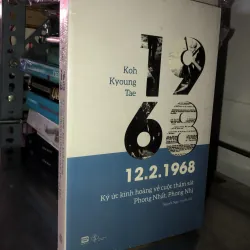 Koh
Kyoung
Tae
19
68
12.2.1968
Ký ức kinh hoàng về cuộc thảm sát
Phong Nhất, Phong Nhị